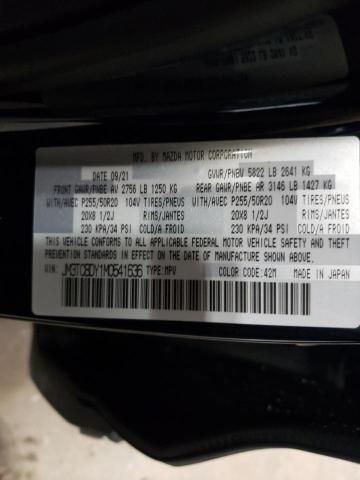 MFD. BY MAZDA MOTOR CORPORATION
DATE 09/21 GVWR/PNBV 5822 LB 2641 KG
FRONT GAWR/PNBE AV 2756 LB 1250 KG REAR GAWR/PNBE AR 3146 LB 1427 KG
WITH/AVEC P255/50R20 104V TIRES/PNEUS WITH/AVEC P255/50R20 104V TIRES/PNEUS
20X8 1/2J RIMS/JANTES 20X8 1/2J RIMS/JANTES
230 KPA/34 PSI COLD/A FROID 230 KPA/34 PSI COLD/A FROID
THIS VEHICLE CONFORMS TO ALL APPLICABLE FEDERAL MOTOR VEHICLE SAFETY
STANDARDS IN EFFECT ON THE DATE OF MANUFACTURE SHOWN ABOVE.
VIN: JM3TCBDY1M0541636 TYPE: MPV COLOR CODE: 42M MADE IN JAPAN